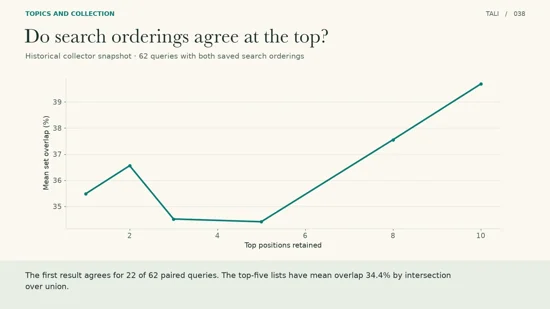 TOPICS AND COLLECTION
TALI / 038
Do search orderings agree at the top?
Historical collector snapshot · 62 queries with both saved search orderings
Mean set overlap (%)
39
38
37
36
35
2 4 6 8 10
Top positions retained
The first result agrees for 22 of 62 paired queries. The top-five lists have mean overlap 34.4% by intersection
over union.